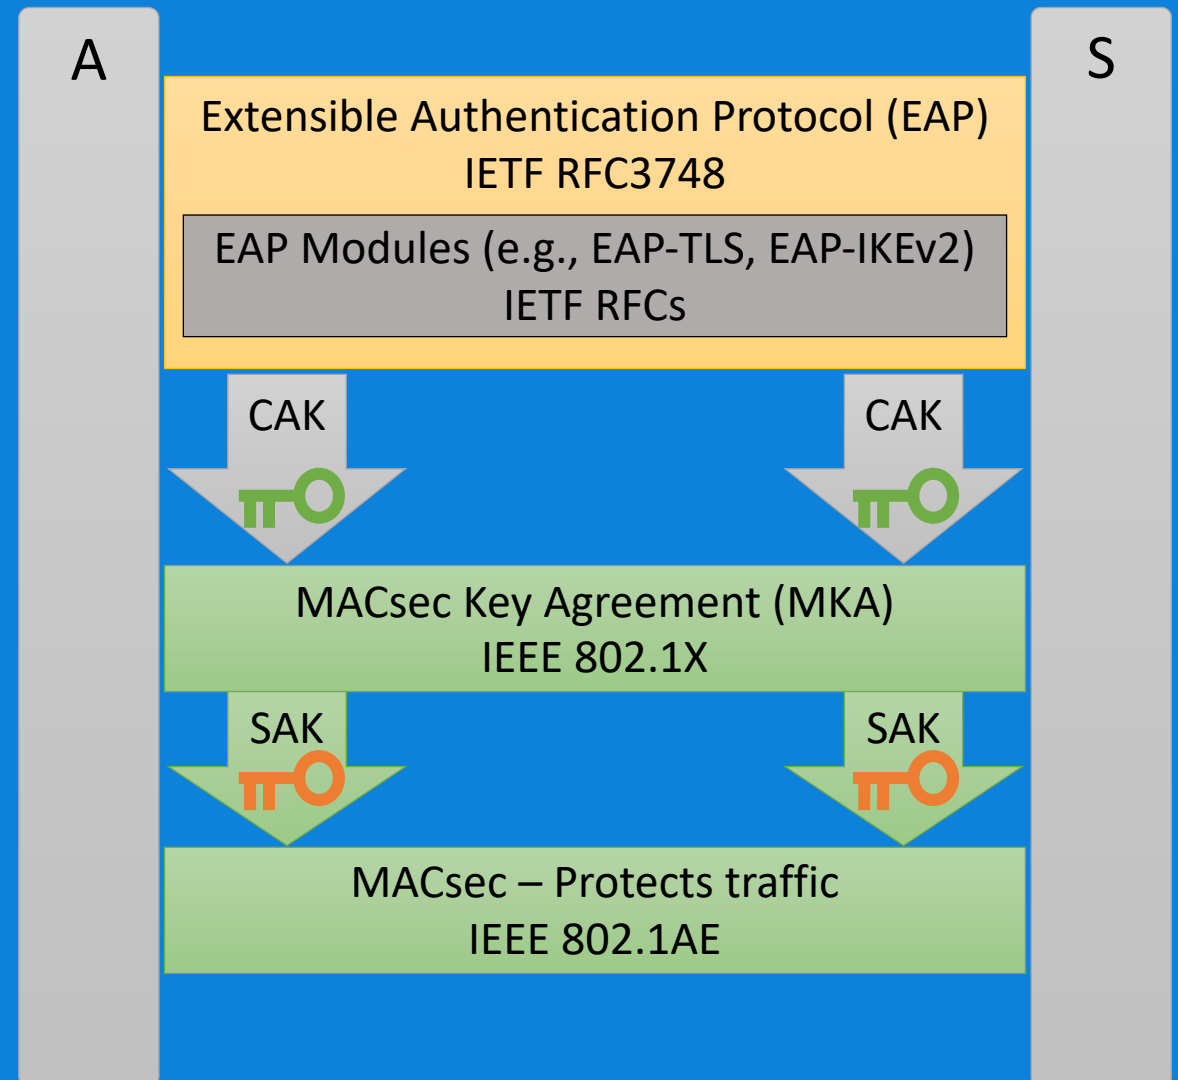 A
S
Extensible Authentication Protocol (EAP)
IETF RFC3748
EAP Modules (e.g., EAP-TLS, EAP-IKEv2)
IETF RFCs
CAK
CAK
MACsec Key Agreement (MKA)
IEEE 802.1X
SAK
SAK
MACsec – Protects traffic
IEEE 802.1AE